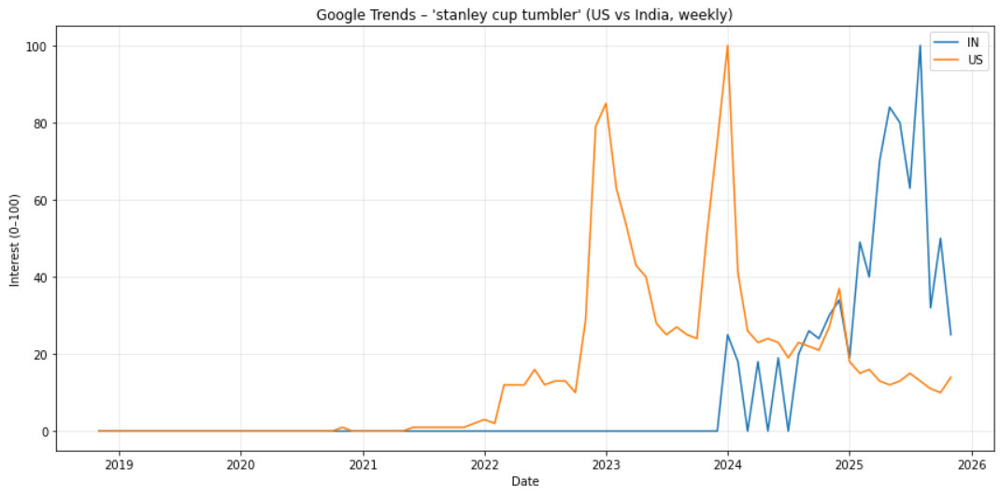 Google Trends – 'stanley cup tumbler' (US vs India, weekly)
IN
US
100
80
60
40
20
0
Interest (0–100)
2019
2020
2021
2022
2023
2024
2025
2026
Date